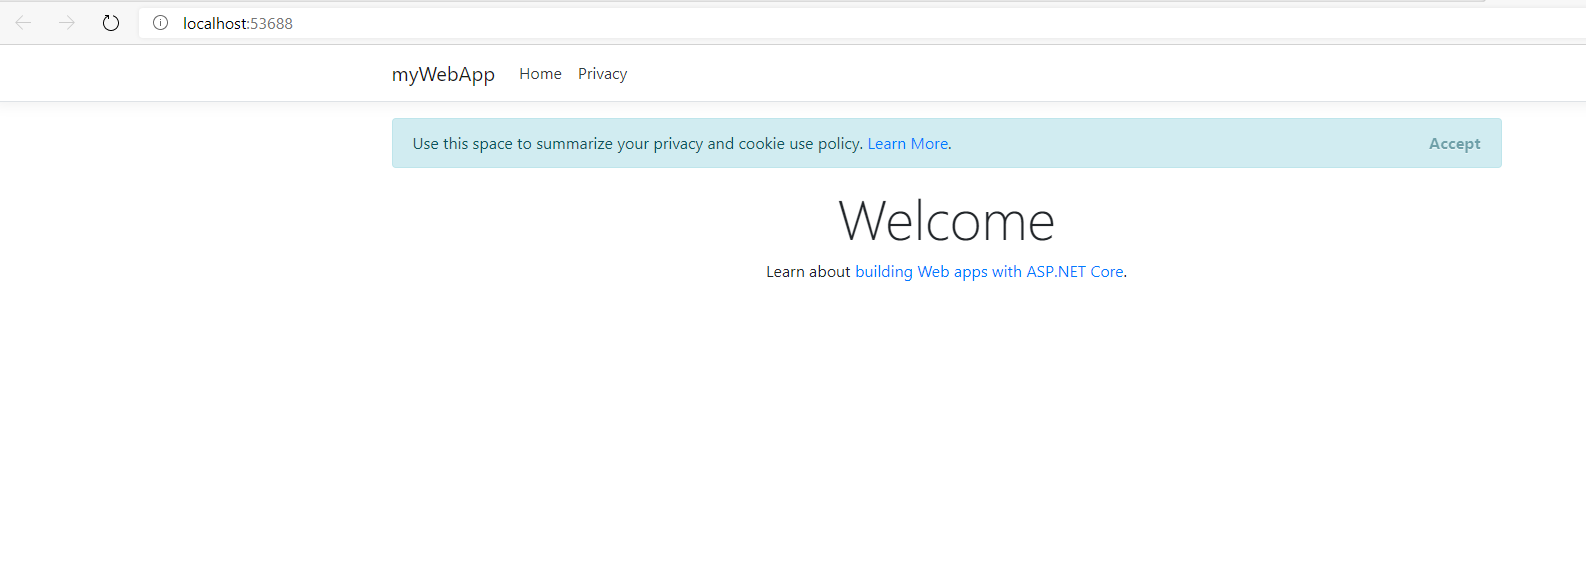 localhost:53688
myWebApp Home Privacy
Use this space to summarize your privacy and cookie use policy. Learn More. Accept
Welcome
Learn about building Web apps with ASP.NET Core.